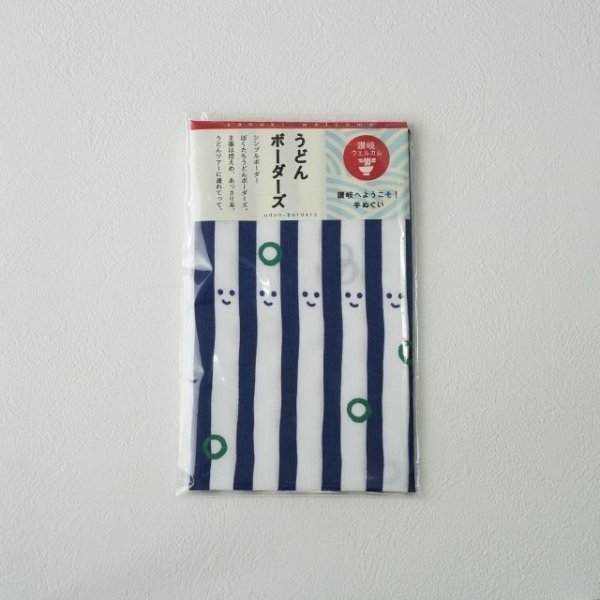 sanuki welcome
うどん
ボーダーズ
シンプルボーダー
ぼくたちうどんボーダーズ。
主張は控えめ、あっさり系。
うどんツアーに連れてって。
udon-borders
讃岐
ウェルカム
讃岐へようこそ!
手ぬぐい